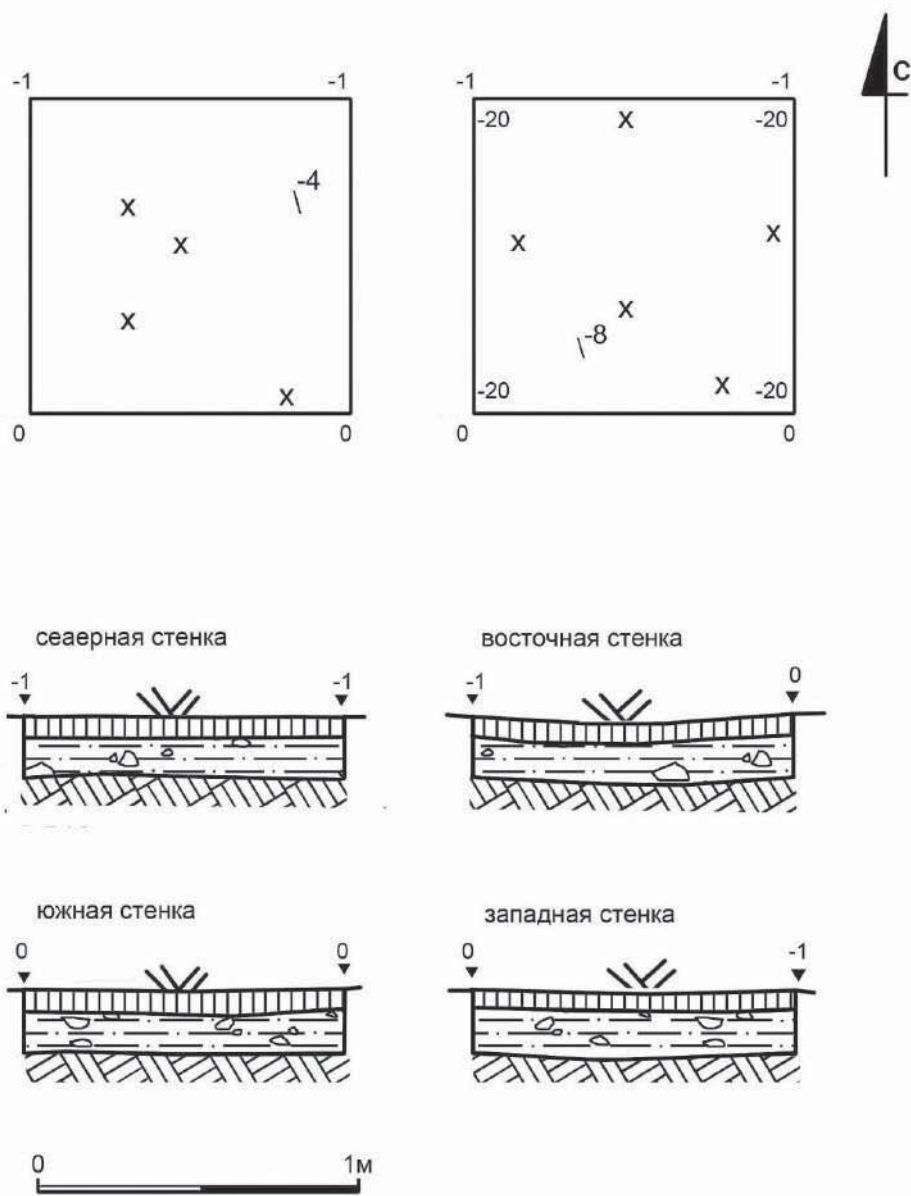 С
-1 -1 -1 -1
-20 -20
-4
х
х х
х
х
х
-8
х
х
-20 -20
х
0 0 0 0
сеаерная стенка восточная стенка
-1 -1 -1 0
южная стенка западная стенка
0 0 0 -1
0 1м